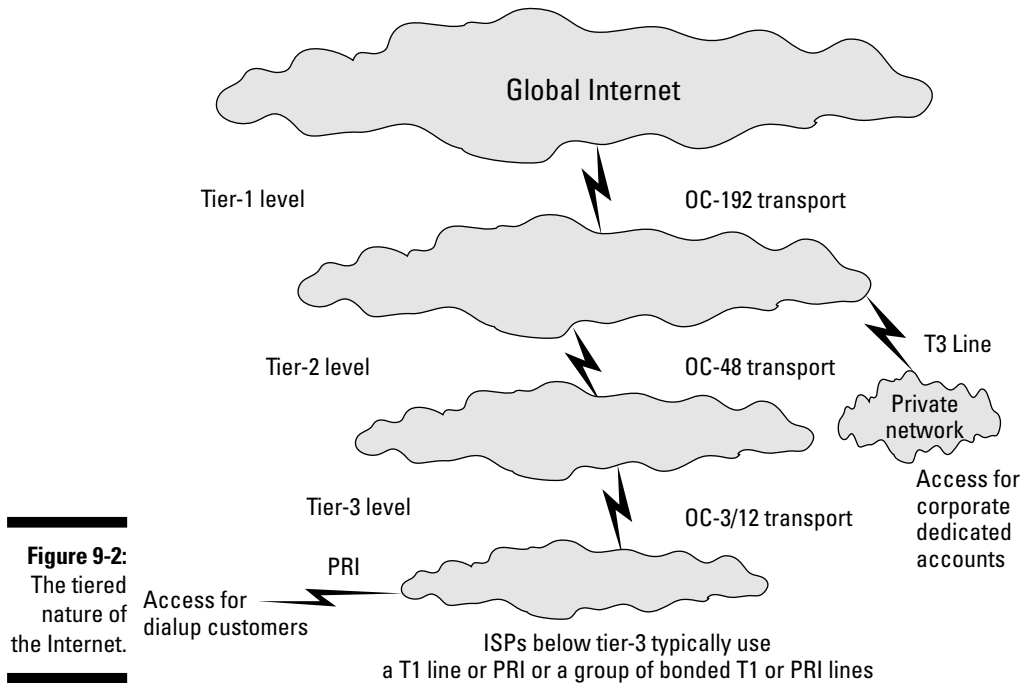 Global Internet
Tier-1 level
OC-192 transport
Tier-2 level
OC-48 transport
T3 Line
Private
network
Access for
corporate
dedicated
accounts
Tier-3 level
OC-3/12 transport
PRI
Access for
dialup customers
ISPs below tier-3 typically use
a T1 line or PRI or a group of bonded T1 or PRI lines
Figure 9-2:
The tiered
nature of
the Internet.